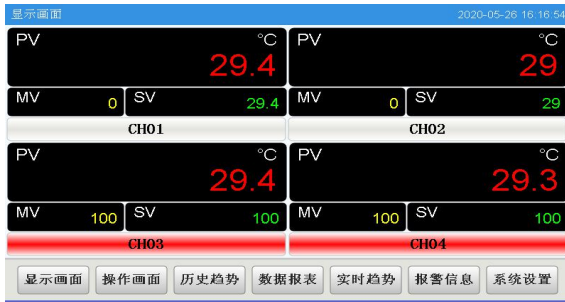 显示画面 2020-05-26 16:16:54
PV °C PV °C
29.4 29
MV 0 SV 29.4 MV 0 SV 29
CH01 CH02
PV °C PV °C
29.4 29.3
MV 100 SV 100 MV 100 SV 100
CH03 CH04
显示画面 操作画面 历史趋势 数据报表 实时趋势 报警信息 系统设置